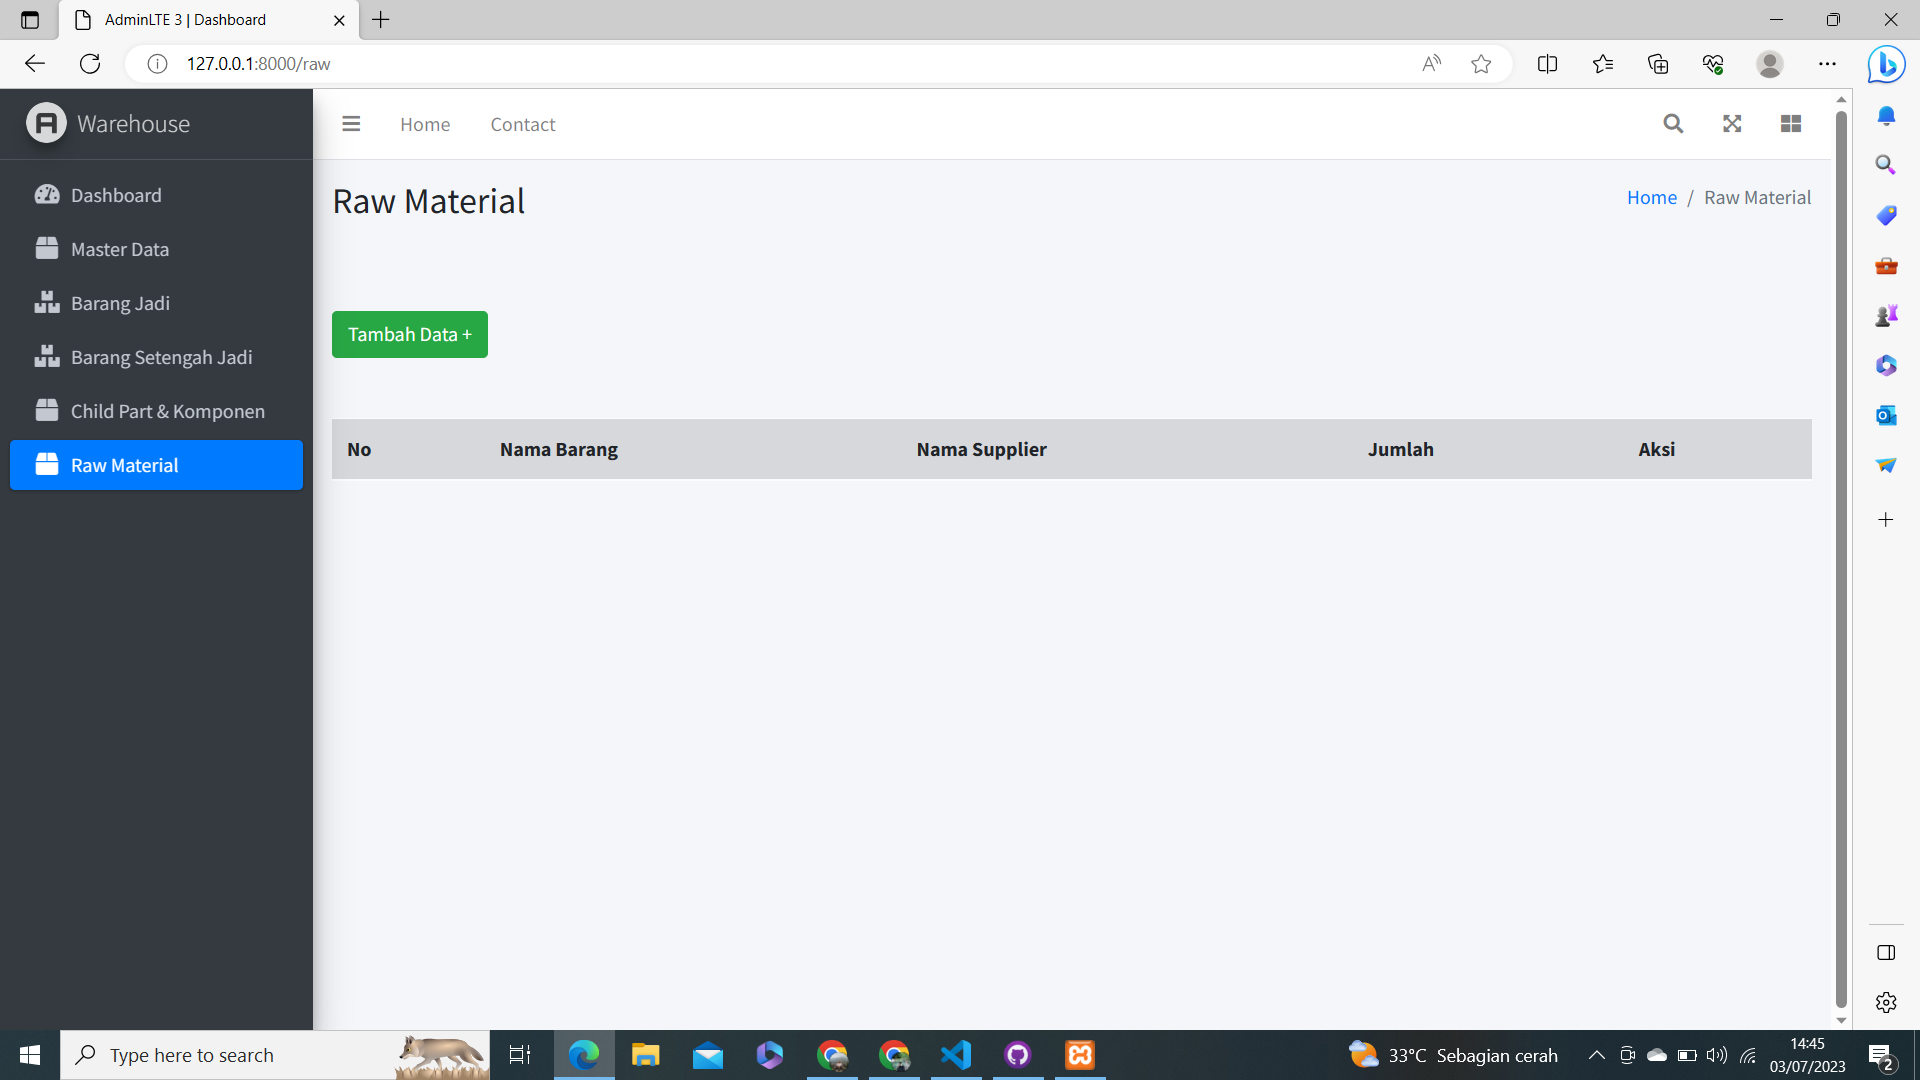 AdminLTE 3 | Dashboard
127.0.0.1:8000/raw
Warehouse
Home
Contact
Dashboard
Master Data
Barang Jadi
Barang Setengah Jadi
Child Part & Komponen
Raw Material
Raw Material
Home / Raw Material
Tambah Data +
No
Nama Barang
Nama Supplier
Jumlah
Aksi
Type here to search
33°C Sebagian cerah
14:45
03/07/2023
2